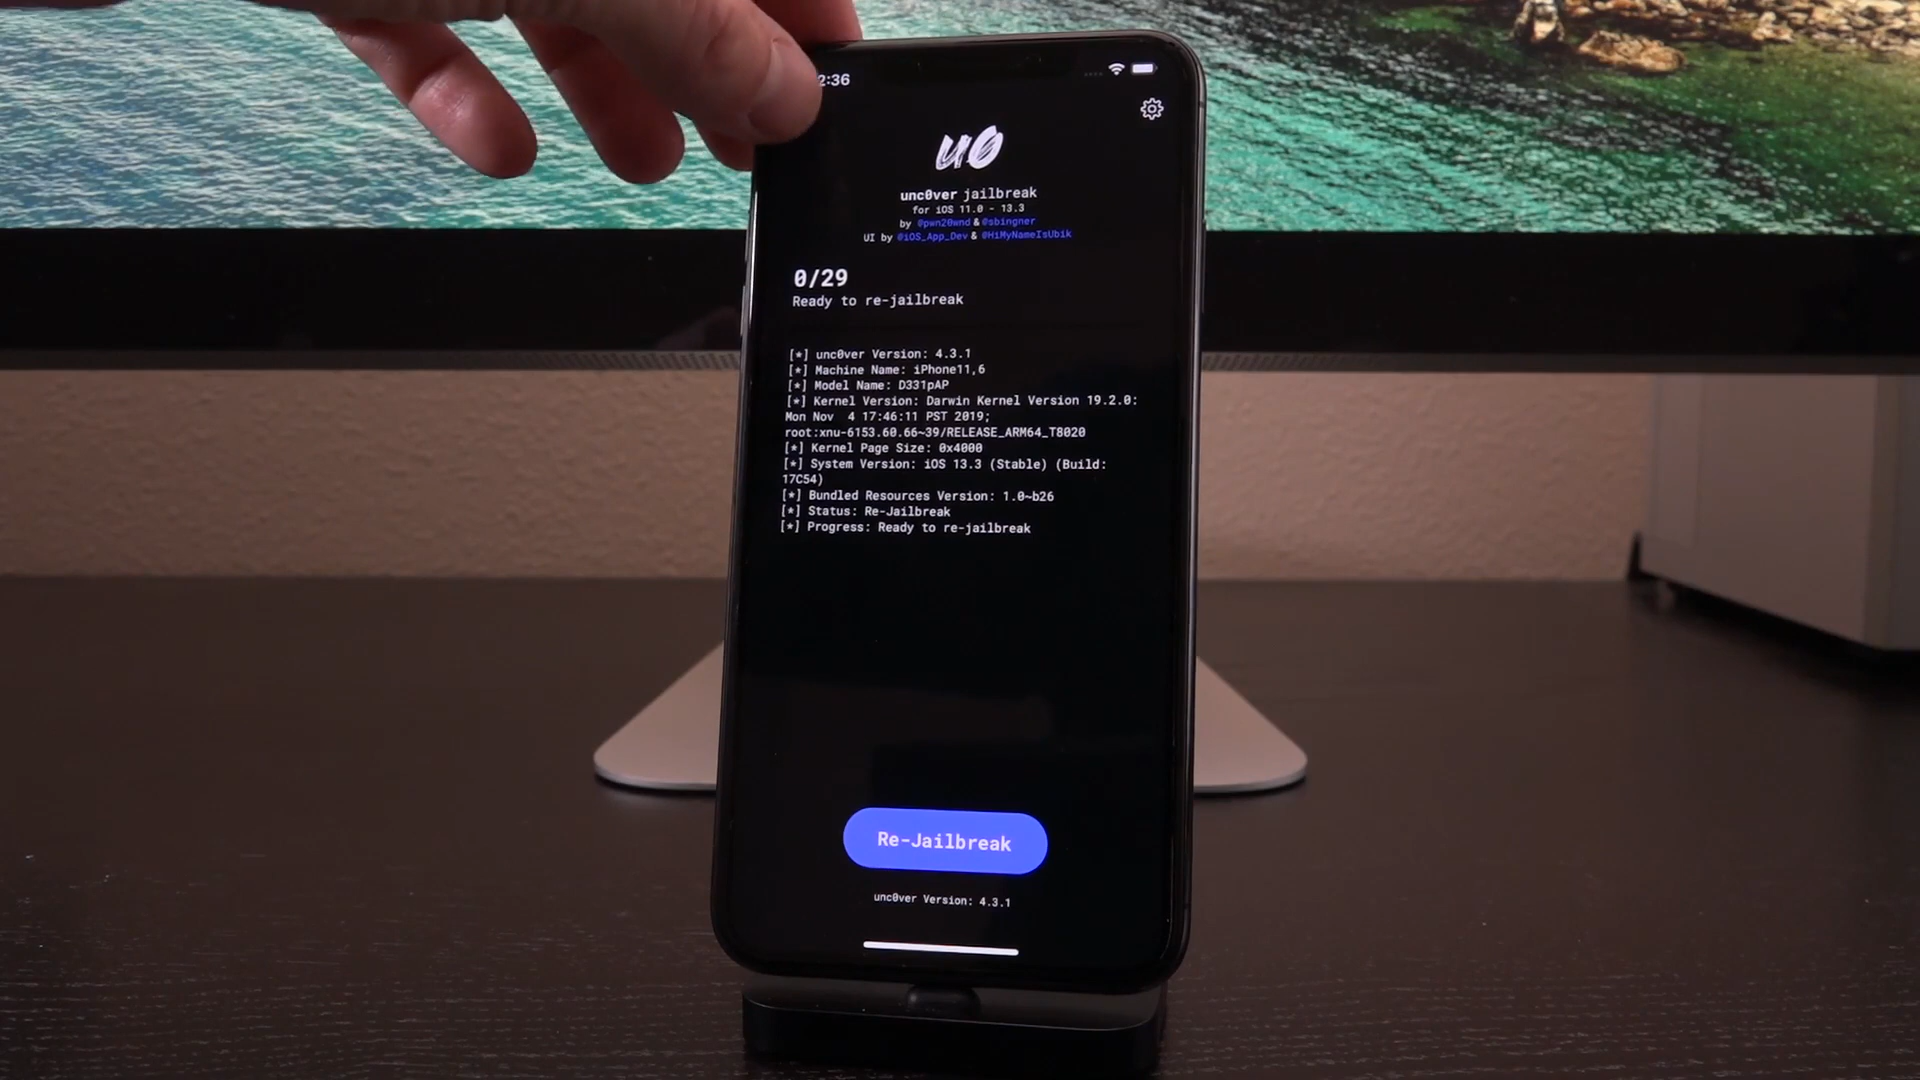 2:36
u0
unc0ver jailbreak
for iOS 11.0 - 13.3
by @pwn20wnd & @sbingner
UI by @iOS_App_Dev & @HiMyNameIsUbik
0/29
Ready to re-jailbreak
[*] unc0ver Version: 4.3.1
[*] Machine Name: iPhone11,6
[*] Model Name: D331pAP
[*] Kernel Version: Darwin Kernel Version 19.2.0:
Mon Nov  4 17:46:11 PST 2019;
root:xnu-6153.60.66~39/RELEASE_ARM64_T8020
[*] Kernel Page Size: 0x4000
[*] System Version: iOS 13.3 (Stable) (Build:
17C54)
[*] Bundled Resources Version: 1.0~b26
[*] Status: Re-Jailbreak
[*] Progress: Ready to re-jailbreak
Re-Jailbreak
unc0ver Version: 4.3.1